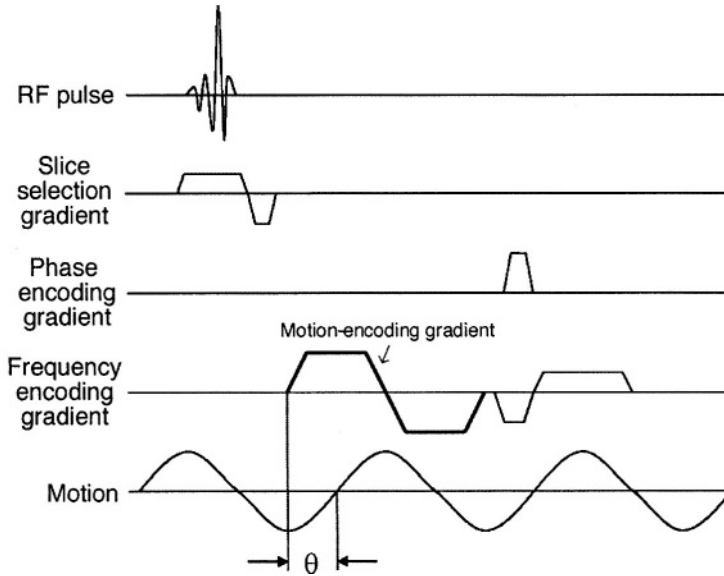 RF pulse
Slice
selection
gradient
Phase
encoding
gradient
Motion-encoding gradient
Frequency
encoding
gradient
Motion
θ